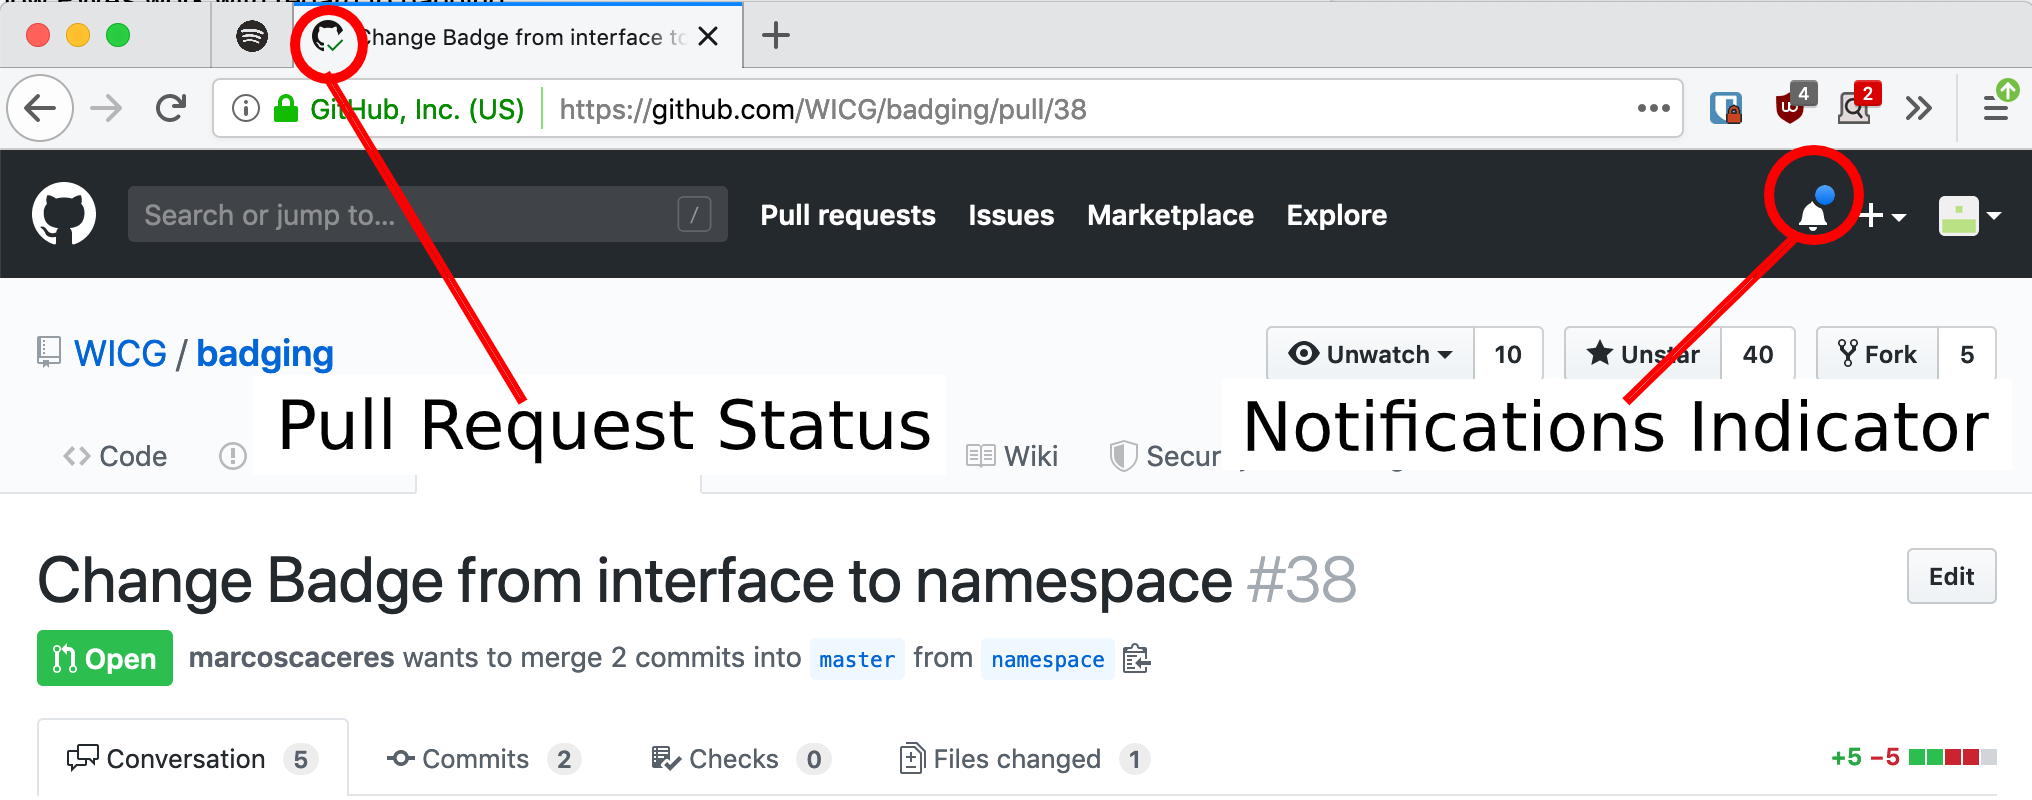 Change Badge from interface to
GitHub, Inc. (US) https://github.com/WICG/badging/pull/38 4 2
Search or jump to... / Pull requests Issues Marketplace Explore
WICG / badging Unwatch 10 Unstar 40 Fork 5
Pull Request Status Notifications Indicator
Code Wiki
Change Badge from interface to namespace #38 Edit
Open marcoscaceres wants to merge 2 commits into master from namespace
Conversation 5 Commits 2 Checks 0 Files changed 1 +5 −5